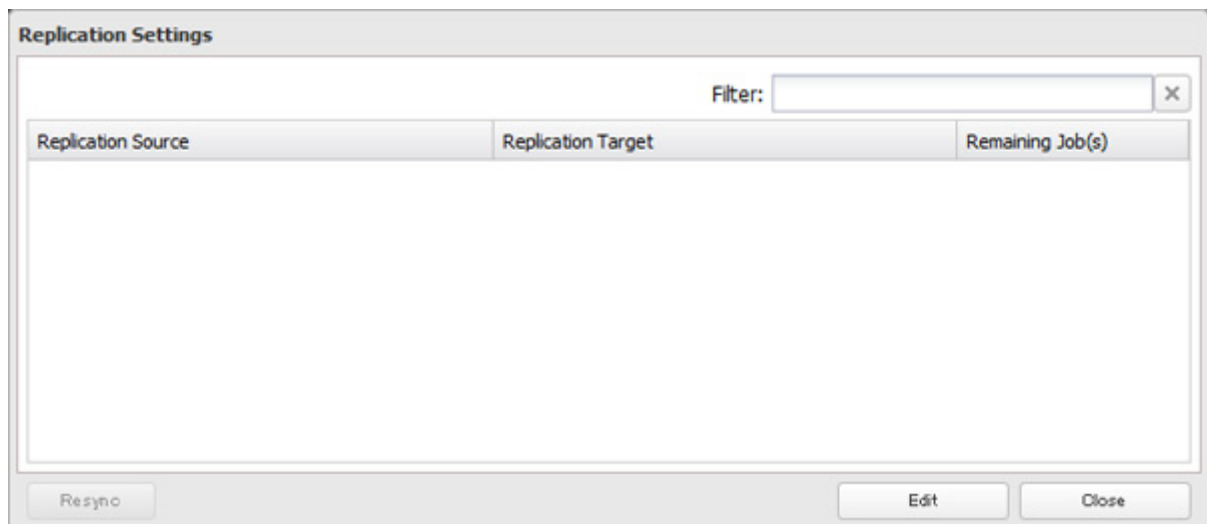 Replication Settings
Filter:
Replication Source Replication Target Remaining Job(s)
Resync Edit Close